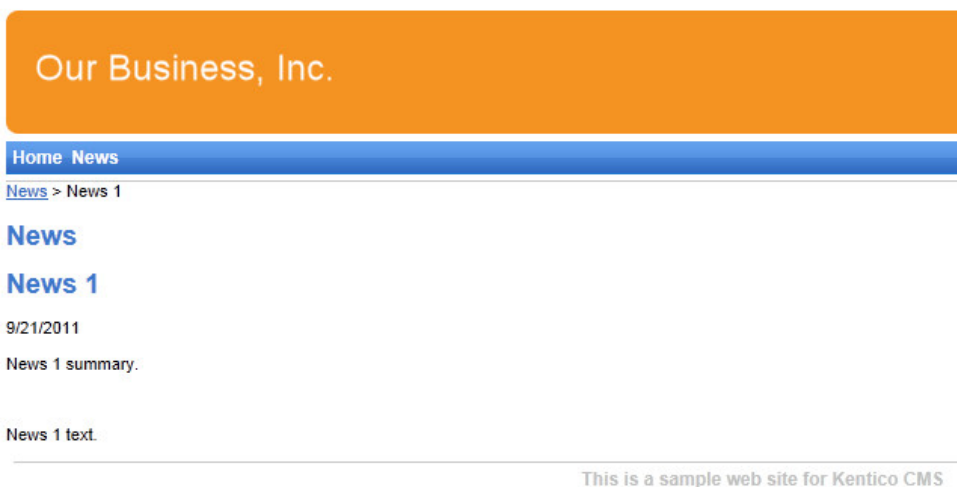 Our Business, Inc.
Home News
News > News 1
News
News 1
9/21/2011
News 1 summary.
News 1 text.
This is a sample web site for Kentico CMS